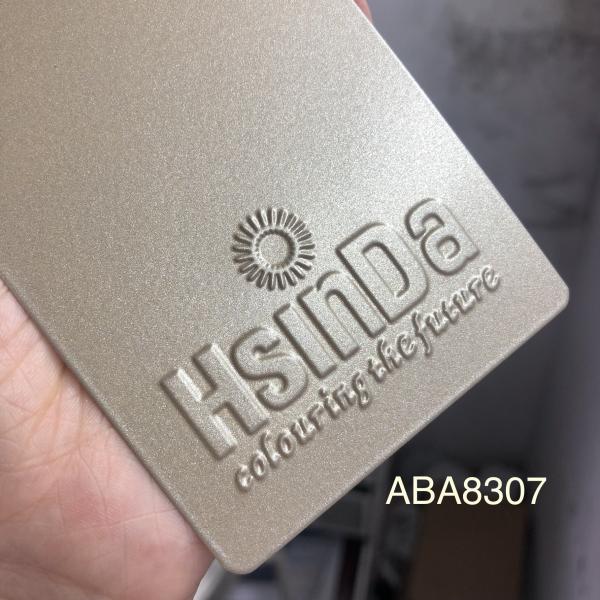 HsinDa
colouring the future
ABA8307